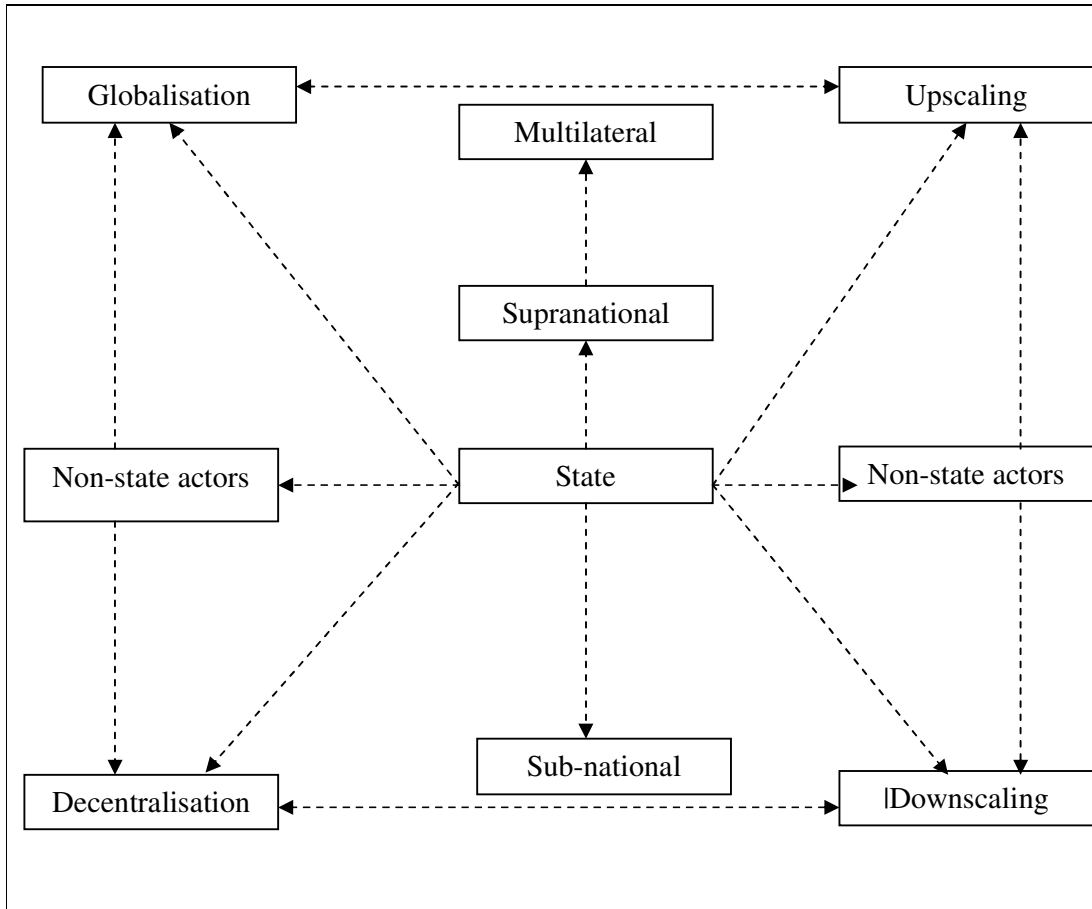 Globalisation
Upscaling
Multilateral
Supranational
Non-state actors
State
Non-state actors
Sub-national
Decentralisation
|Downscaling